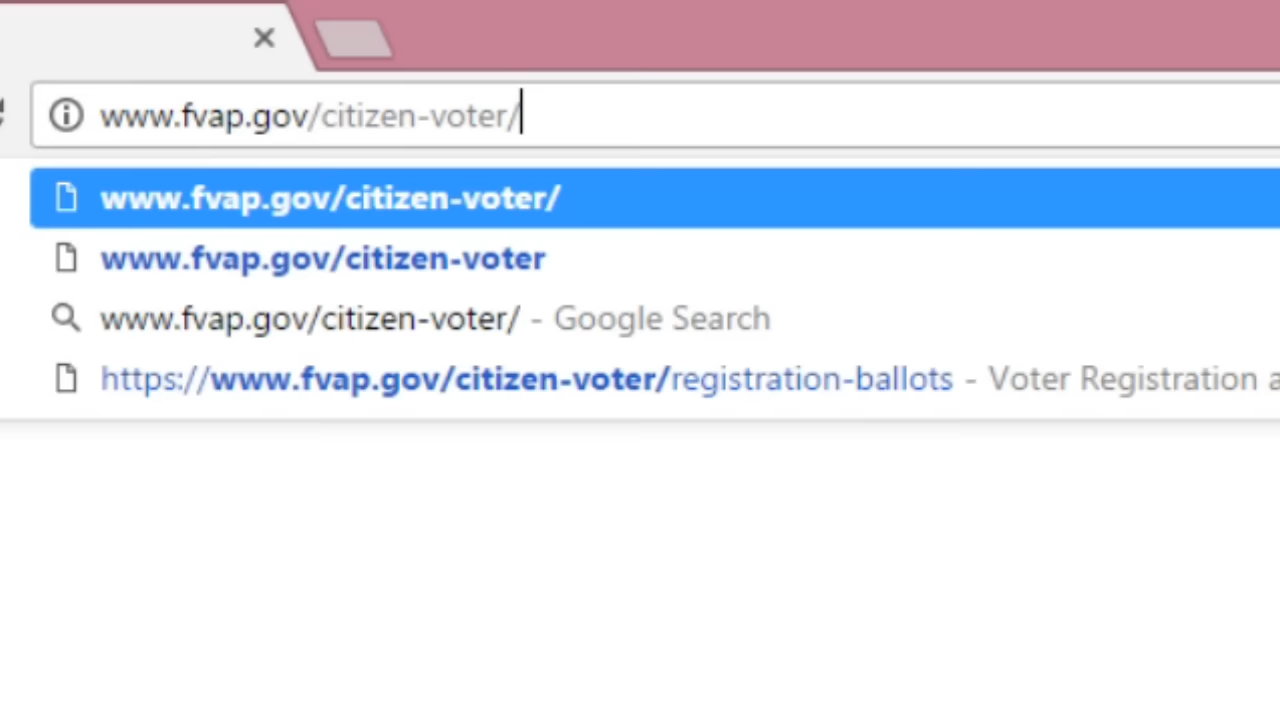 www.fvap.gov/citizen-voter/
www.fvap.gov/citizen-voter/
www.fvap.gov/citizen-voter
www.fvap.gov/citizen-voter/ - Google Search
https://www.fvap.gov/citizen-voter/registration-ballots - Voter Registration